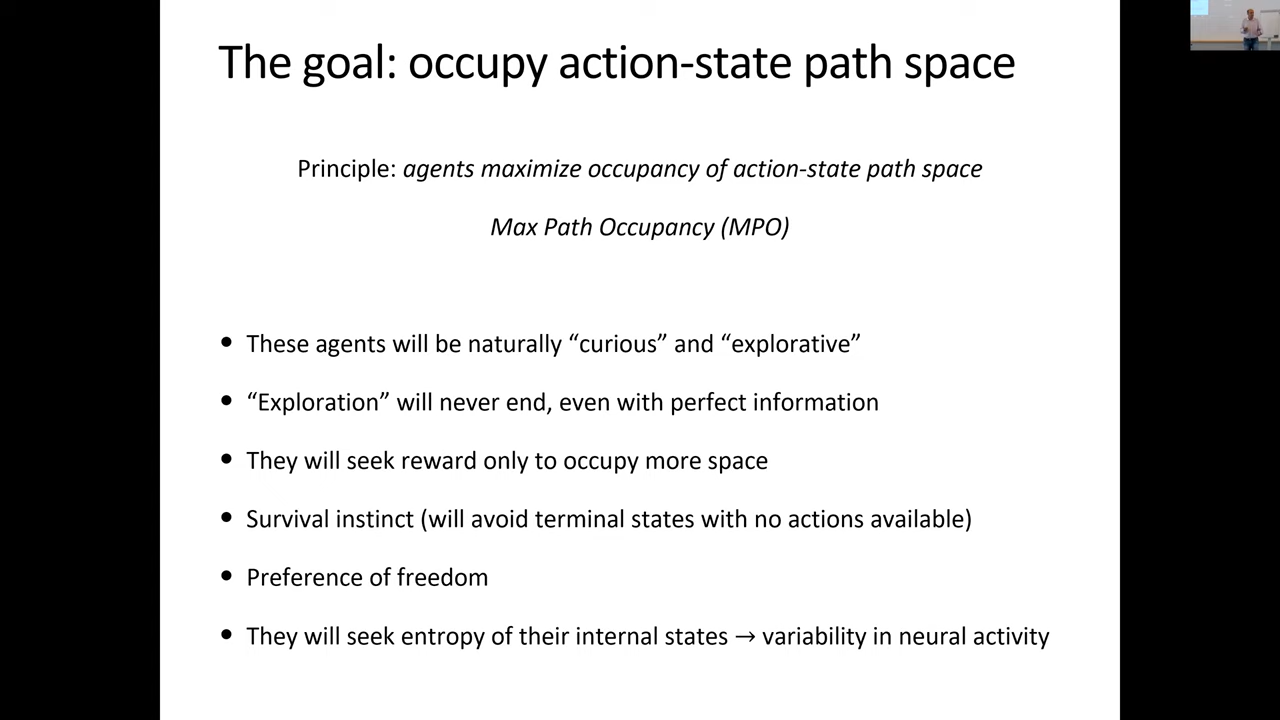 The goal: occupy action-state path space
Principle: agents maximize occupancy of action-state path space
Max Path Occupancy (MPO)
• These agents will be naturally “curious” and “explorative”
• “Exploration” will never end, even with perfect information
• They will seek reward only to occupy more space
• Survival instinct (will avoid terminal states with no actions available)
• Preference of freedom
• They will seek entropy of their internal states → variability in neural activity